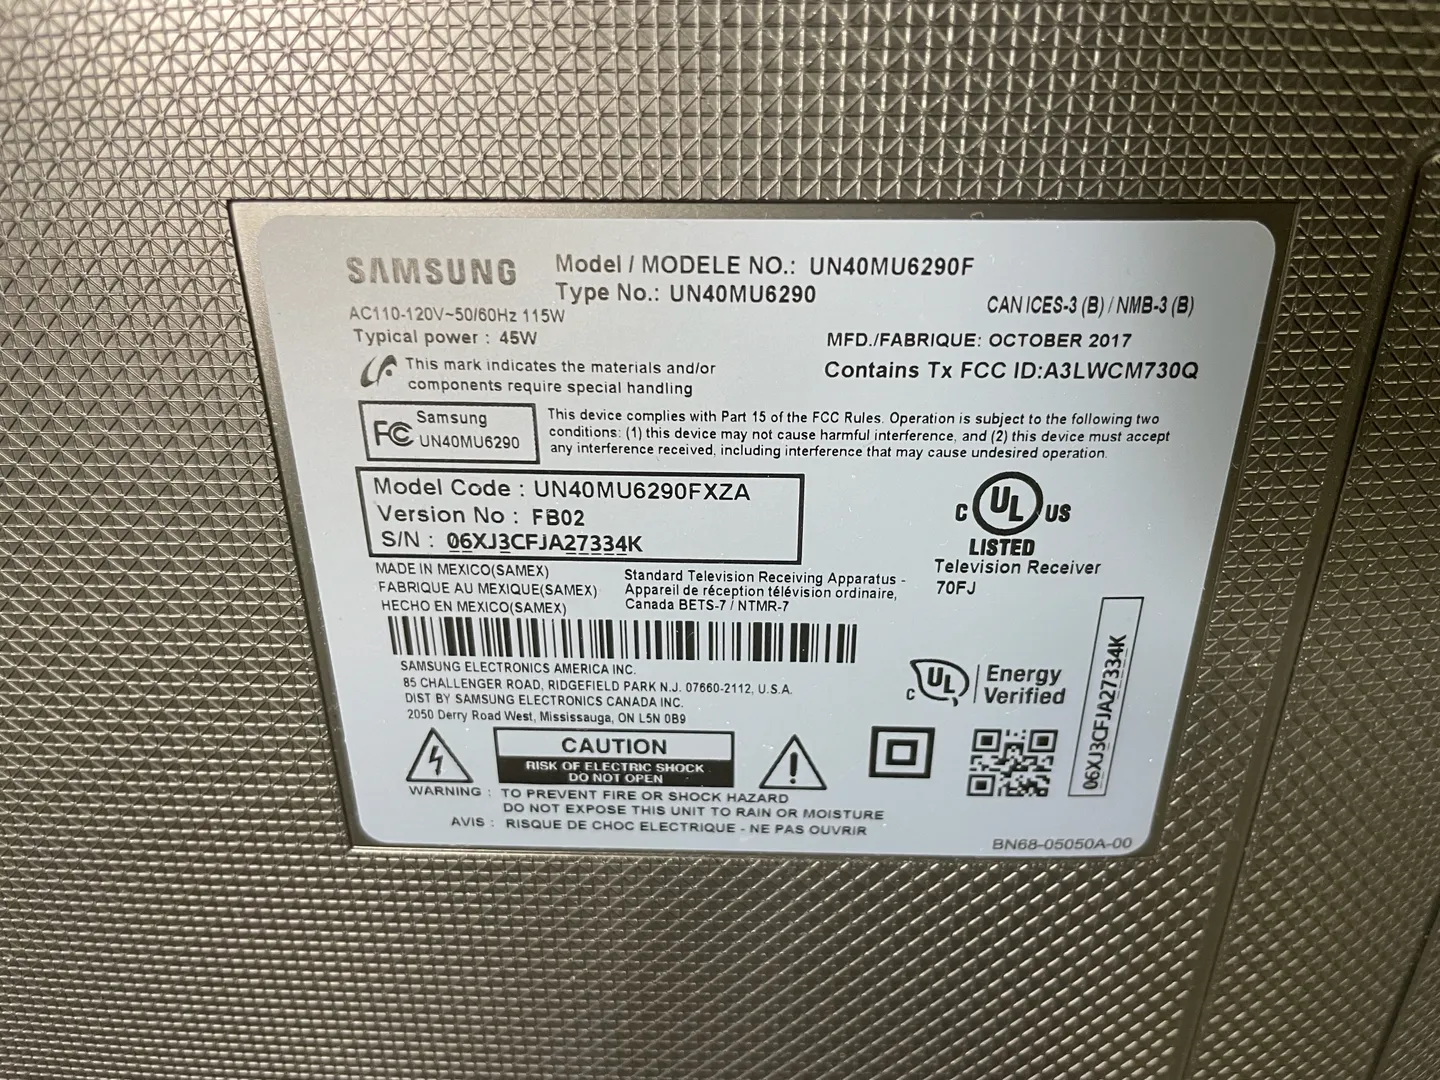 SAMSUNG
Model / MODELE NO.: UN40MU6290F
Type No.: UN40MU6290
AC110-120V~50/60Hz 115W
Typical power : 45W
CAN ICES-3 (B) / NMB-3 (B)
MFD./FABRIQUE: OCTOBER 2017
Contains Tx FCC ID:A3LWCM730Q
This mark indicates the materials and/or
components require special handling
FC Samsung
UN40MU6290
This device complies with Part 15 of the FCC Rules. Operation is subject to the following two
conditions: (1) this device may not cause harmful interference, and (2) this device must accept
any interference received, including interference that may cause undesired operation.
Model Code : UN40MU6290FXZA
Version No : FB02
S/N : 06XJ3CFJA27334K
C UL US
LISTED
Television Receiver
70FJ
MADE IN MEXICO(SAMEX)
FABRIQUE AU MEXIQUE(SAMEX)
HECHO EN MEXICO(SAMEX)
Standard Television Receiving Apparatus -
Appareil de réception télévision ordinaire,
Canada BETS-7 / NTMR-7
SAMSUNG ELECTRONICS AMERICA INC.
85 CHALLENGER ROAD, RIDGEFIELD PARK N.J. 07660-2112, U.S.A.
DIST BY SAMSUNG ELECTRONICS CANADA INC.
2050 Derry Road West, Mississauga, ON L5N 0B9
C UL Energy
Verified
06XJ3CFJA27334K
CAUTION
RISK OF ELECTRIC SHOCK
DO NOT OPEN
WARNING : TO PREVENT FIRE OR SHOCK HAZARD
DO NOT EXPOSE THIS UNIT TO RAIN OR MOISTURE
AVIS : RISQUE DE CHOC ELECTRIQUE - NE PAS OUVRIR
BN68-05050A-00